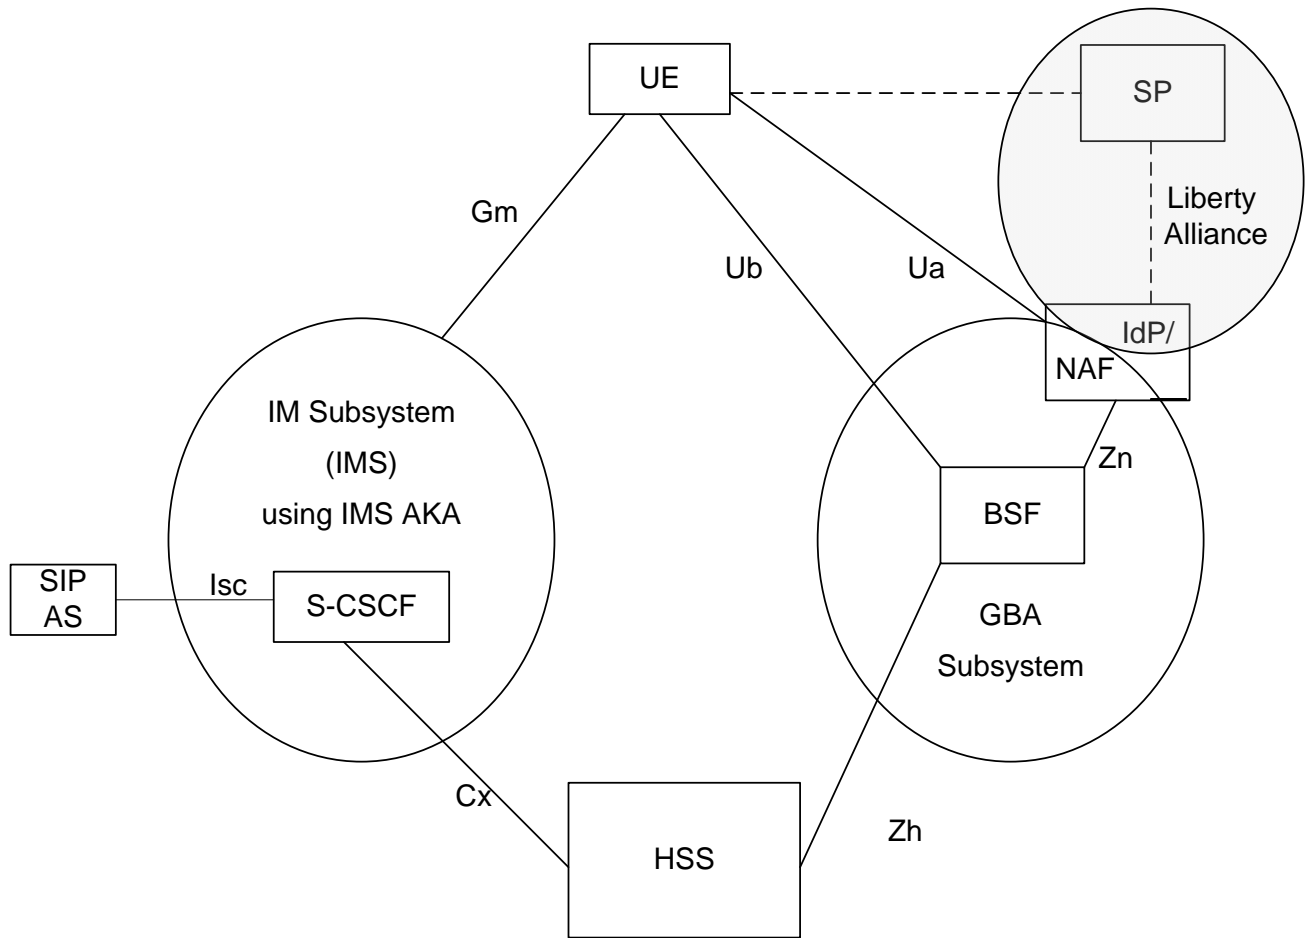 UE
SP
Gm
Liberty
Alliance
Ub
Ua
IdP/
NAF
IM Subsystem
(IMS)
using IMS AKA
Zn
BSF
SIP
AS
Isc
S-CSCF
GBA
Subsystem
Cx
HSS
Zh